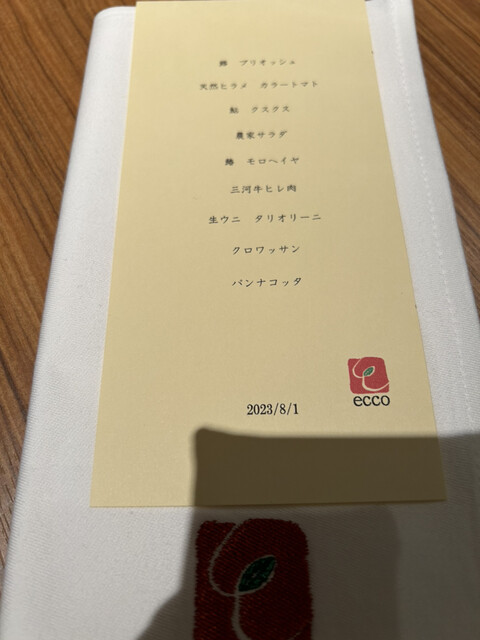 ブリオッシュ
天然ヒラメ カラートマト
鮎 クスクス
農家サラダ
モロヘイヤ
三河牛ヒレ肉
生ウニ タリオリーニ
クロワッサン
パンナコッタ
2023/8/1
ecco